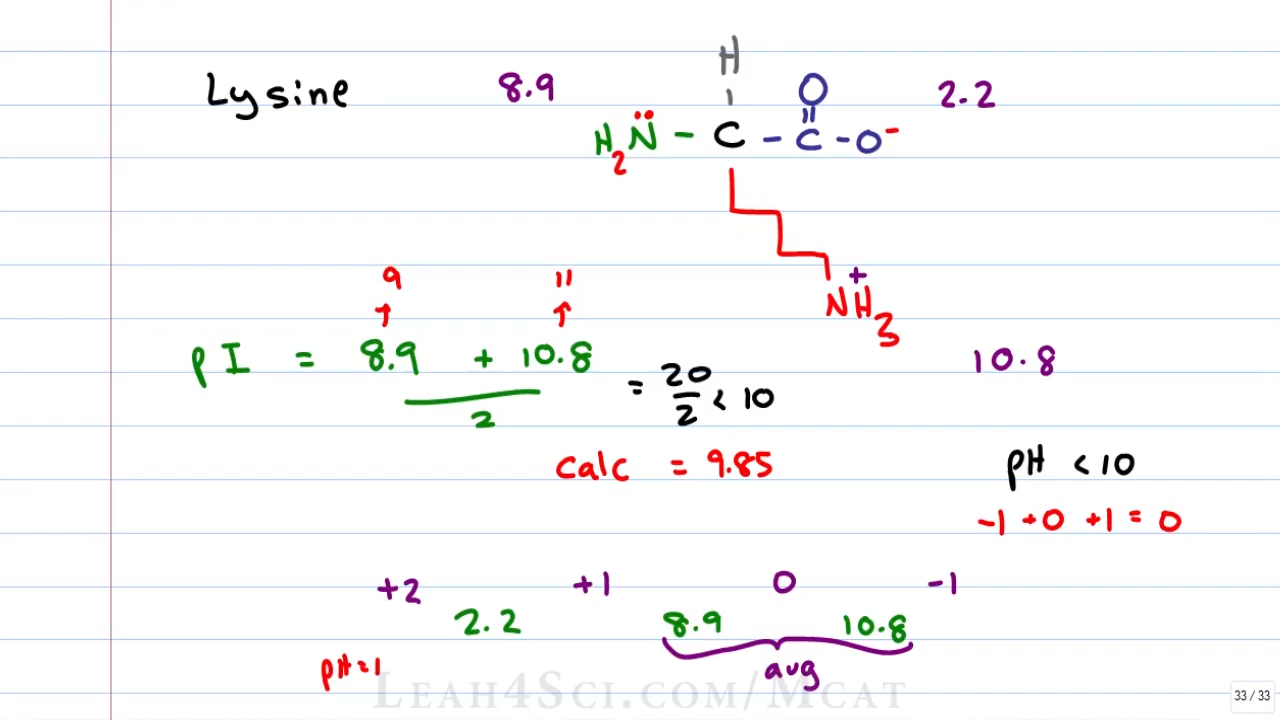 H
Lysine 8.9 O 2.2
H2N̈ - C - C - O-
9 11 +
NH3
pI = 8.9 + 10.8 / 2 = 20/2 < 10 10.8
calc = 9.85 pH < 10
-1 +0 +1 = 0
+2 +1 0 -1
2.2 8.9 10.8
pH=1 avg
LEAH4SCI.COM/MCAT 33 / 33